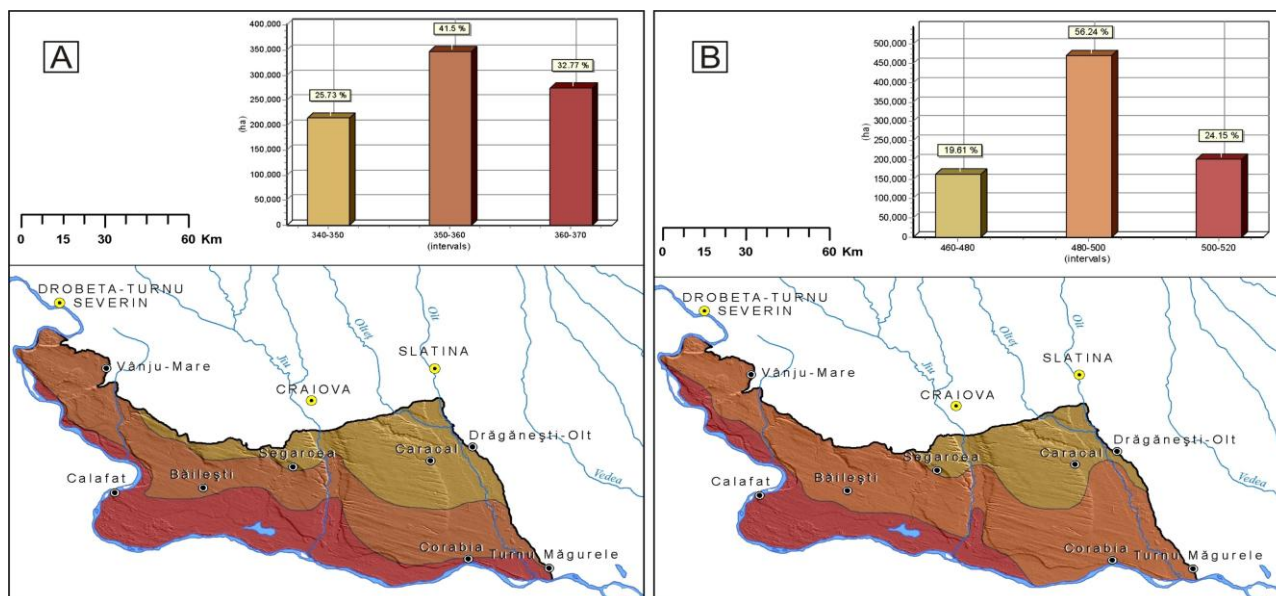 A
400,000
350,000
300,000
250,000
200,000
150,000
100,000
50,000
0
(ha)
25.73 %
41.5 %
32.77 %
340-350
350-360
360-370
(intervals)
0 15 30 60 Km
DROBETA-TURNU
SEVERIN
Vânju-Mare
Jiu
CRAIOVA
Olteț
Olt
SLATINA
Drăgănești-Olt
Segarcea
Caracal
Calafat
Băilești
Vedea
Corabia
Turnu Măgurele
B
500,000
450,000
400,000
350,000
300,000
250,000
200,000
150,000
100,000
50,000
0
(ha)
19.61 %
56.24 %
24.15 %
460-480
480-500
500-520
(intervals)
0 15 30 60 Km
DROBETA-TURNU
SEVERIN
Vânju-Mare
Jiu
CRAIOVA
Olteț
Olt
SLATINA
Drăgănești-Olt
Segarcea
Caracal
Calafat
Băilești
Vedea
Corabia
Turnu Măgurele